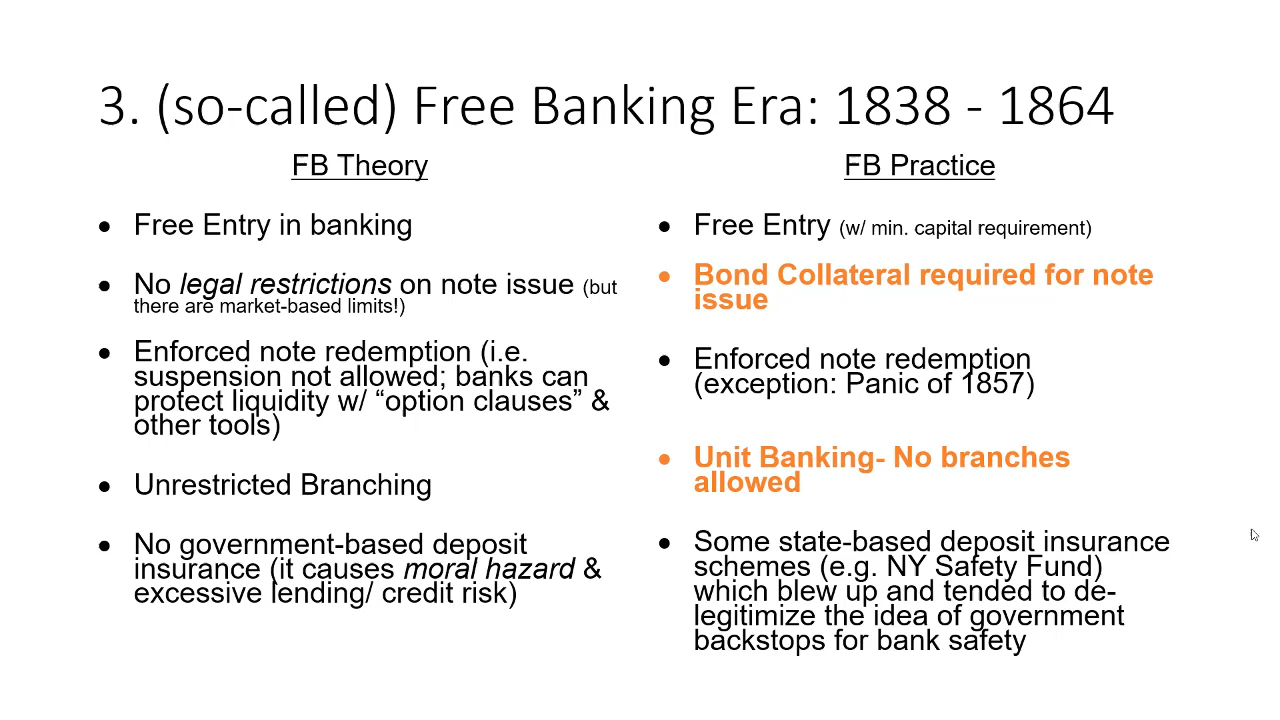 3. (so-called) Free Banking Era: 1838 - 1864
FB Theory
• Free Entry in banking
• No legal restrictions on note issue (but
there are market-based limits!)
• Enforced note redemption (i.e.
suspension not allowed; banks can
protect liquidity w/ “option clauses” &
other tools)
• Unrestricted Branching
• No government-based deposit
insurance (it causes moral hazard &
excessive lending/ credit risk)
FB Practice
• Free Entry (w/ min. capital requirement)
• Bond Collateral required for note
issue
• Enforced note redemption
(exception: Panic of 1857)
• Unit Banking- No branches
allowed
• Some state-based deposit insurance
schemes (e.g. NY Safety Fund)
which blew up and tended to de-
legitimize the idea of government
backstops for bank safety